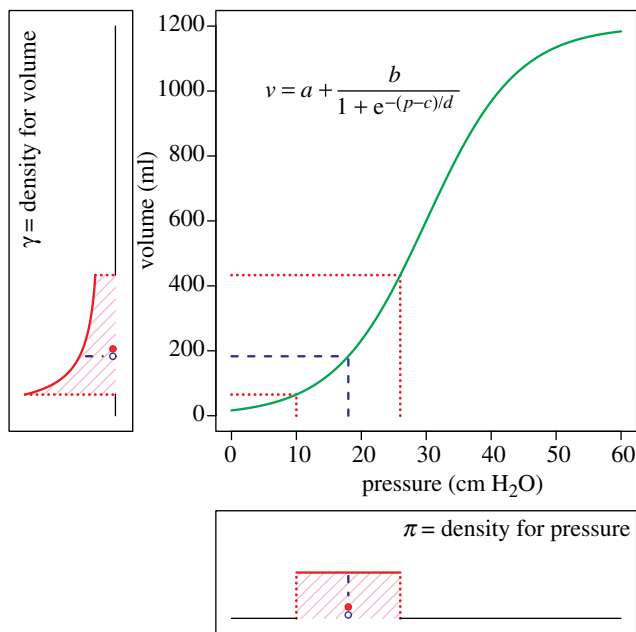 γ = density for volume
volume (ml)
1200
1000
800
600
400
200
0
v = a + b / (1 + e^{-(p-c)/d})
0 10 20 30 40 50 60
pressure (cm H₂O)
π = density for pressure